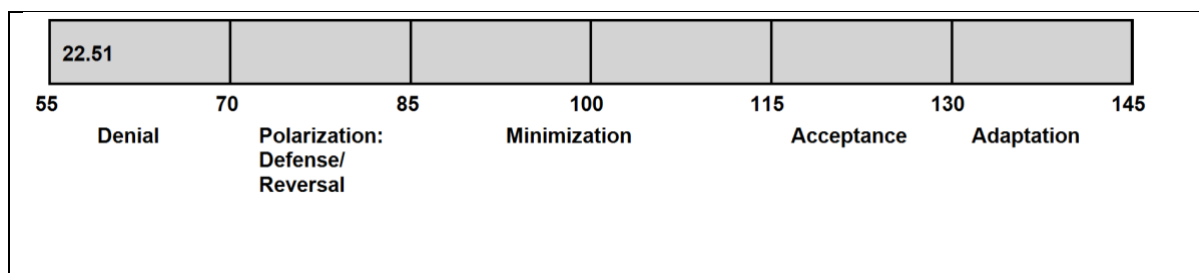 22.51
55 70 85 100 115 130 145
Denial Polarization: Minimization Acceptance Adaptation
Defense/
Reversal